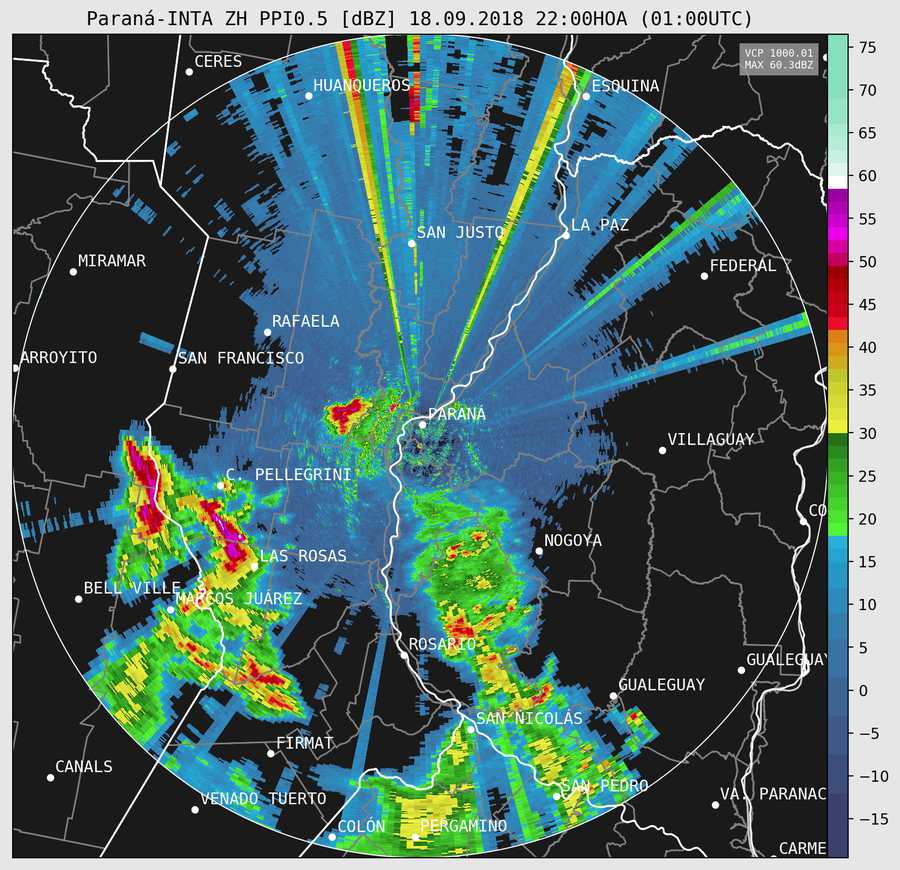 Paraná-INTA ZH PPI0.5 [dBZ] 18.09.2018 22:00HOA (01:00UTC)
VCP 1000.01
MAX 60.3dBZ
CERES
HUANQUEROS
ESQUINA
SAN JUSTO
LA PAZ
MIRAMAR
FEDERAL
RAFAELA
ARROYITO
SAN FRANCISCO
PARANÁ
VILLAGUAY
C. PELLEGRINI
CO
NOGOYA
LAS ROSAS
BELL VILLE
MARCOS JUÁREZ
ROSARIO
GUALEGUAY
GUALEGUAY
SAN NICOLÁS
FIRMAT
CANALS
SAN PEDRO
VENADO TUERTO
VA. PARANAC
COLÓN
PERGAMINO
CARME
75
70
65
60
55
50
45
40
35
30
25
20
15
10
5
0
−5
−10
−15